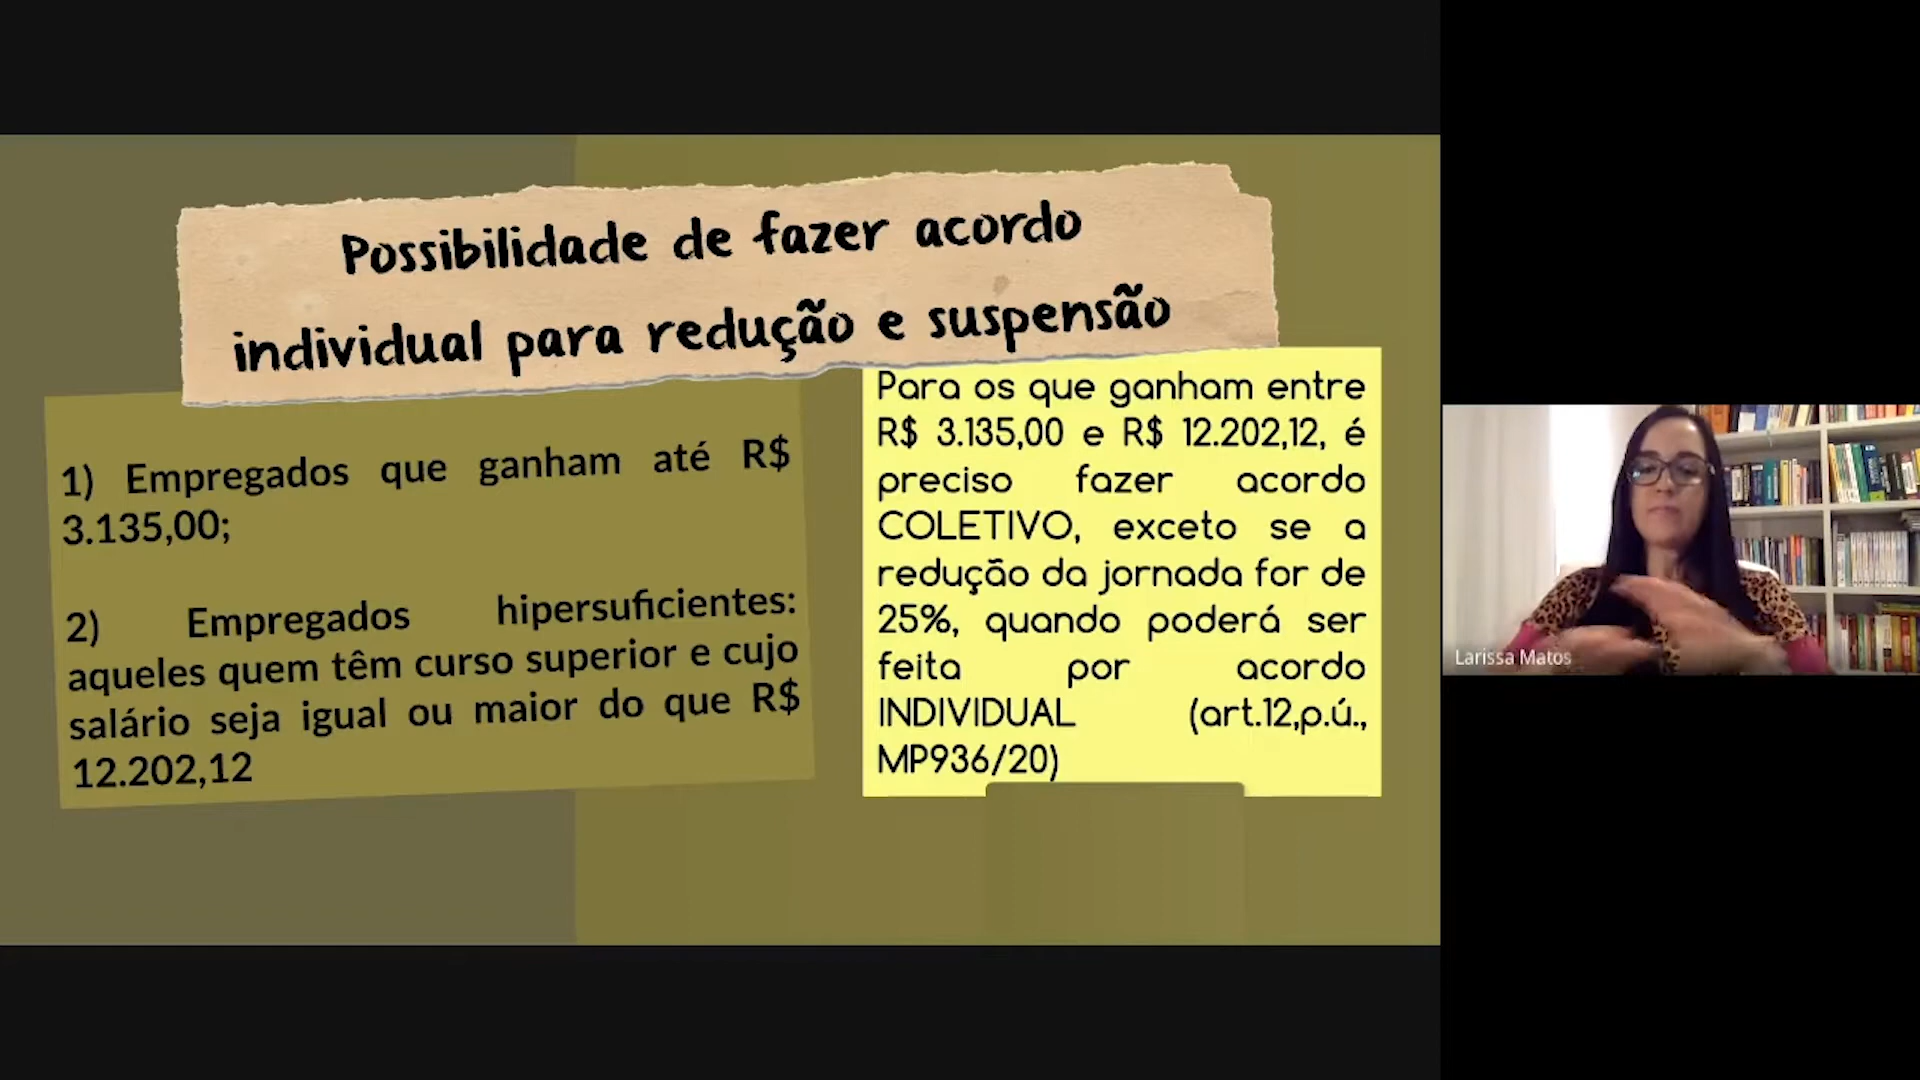 Possibilidade de fazer acordo
individual para redução e suspensão
1) Empregados que ganham até R$
3.135,00;
2) Empregados hipersuficientes:
aqueles quem têm curso superior e cujo
salário seja igual ou maior do que R$
12.202,12
Para os que ganham entre
R$ 3.135,00 e R$ 12.202,12, é
preciso fazer acordo
COLETIVO, exceto se a
redução da jornada for de
25%, quando poderá ser
feita por acordo
INDIVIDUAL (art.12,p.ú.,
MP936/20)
Larissa Matos